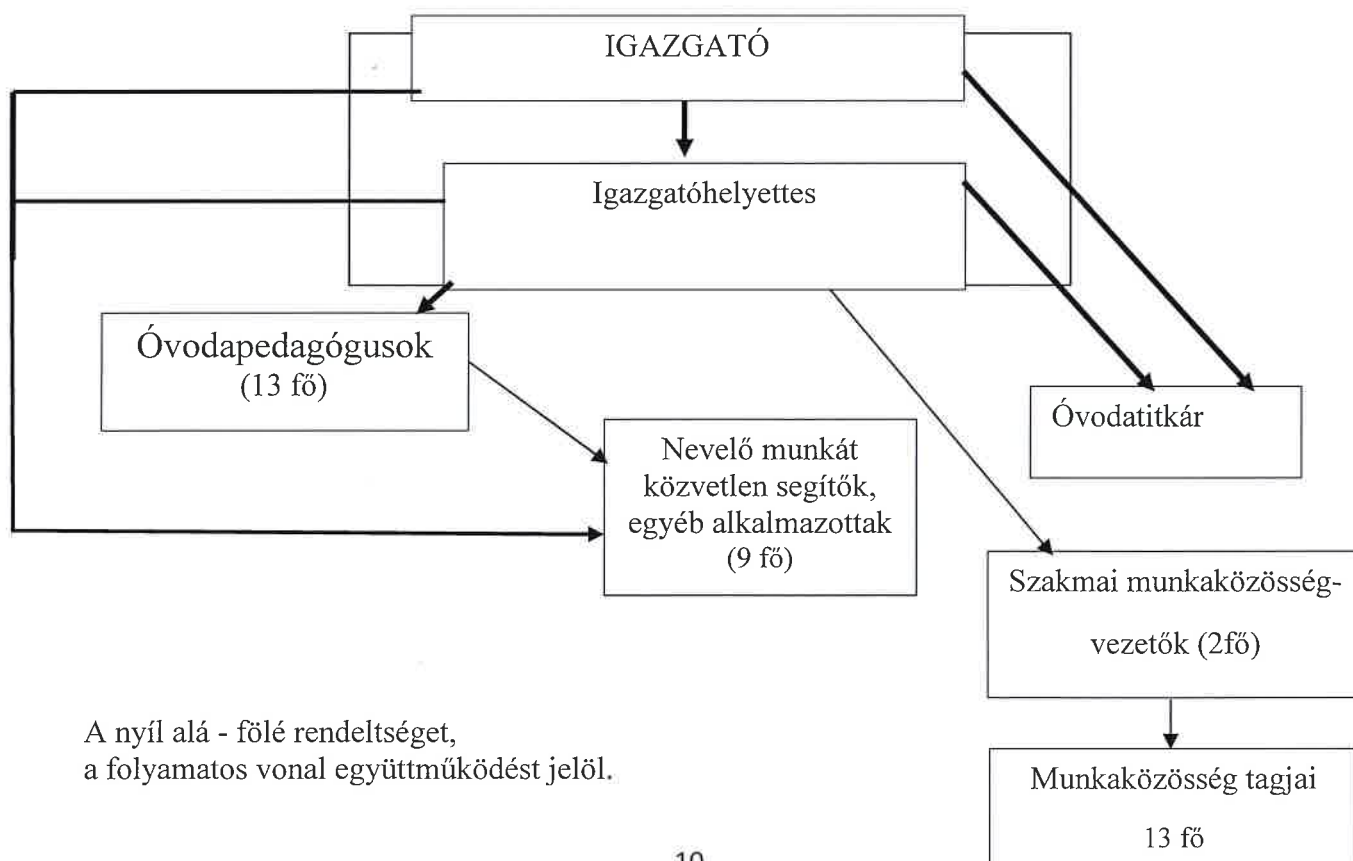 IGAZGATÓ
Igazgatóhelyettes
Óvodapedagógusok
(13 fő)
Óvodatitkár
Nevelő munkát
közvetlen segítők,
egyéb alkalmazottak
(9 fő)
Szakmai munkaközösség-
vezetők (2fő)
A nyíl alá - fölé rendeltséget,
a folyamatos vonal együttműködést jelöl.
Munkaközösség tagjai
13 fő